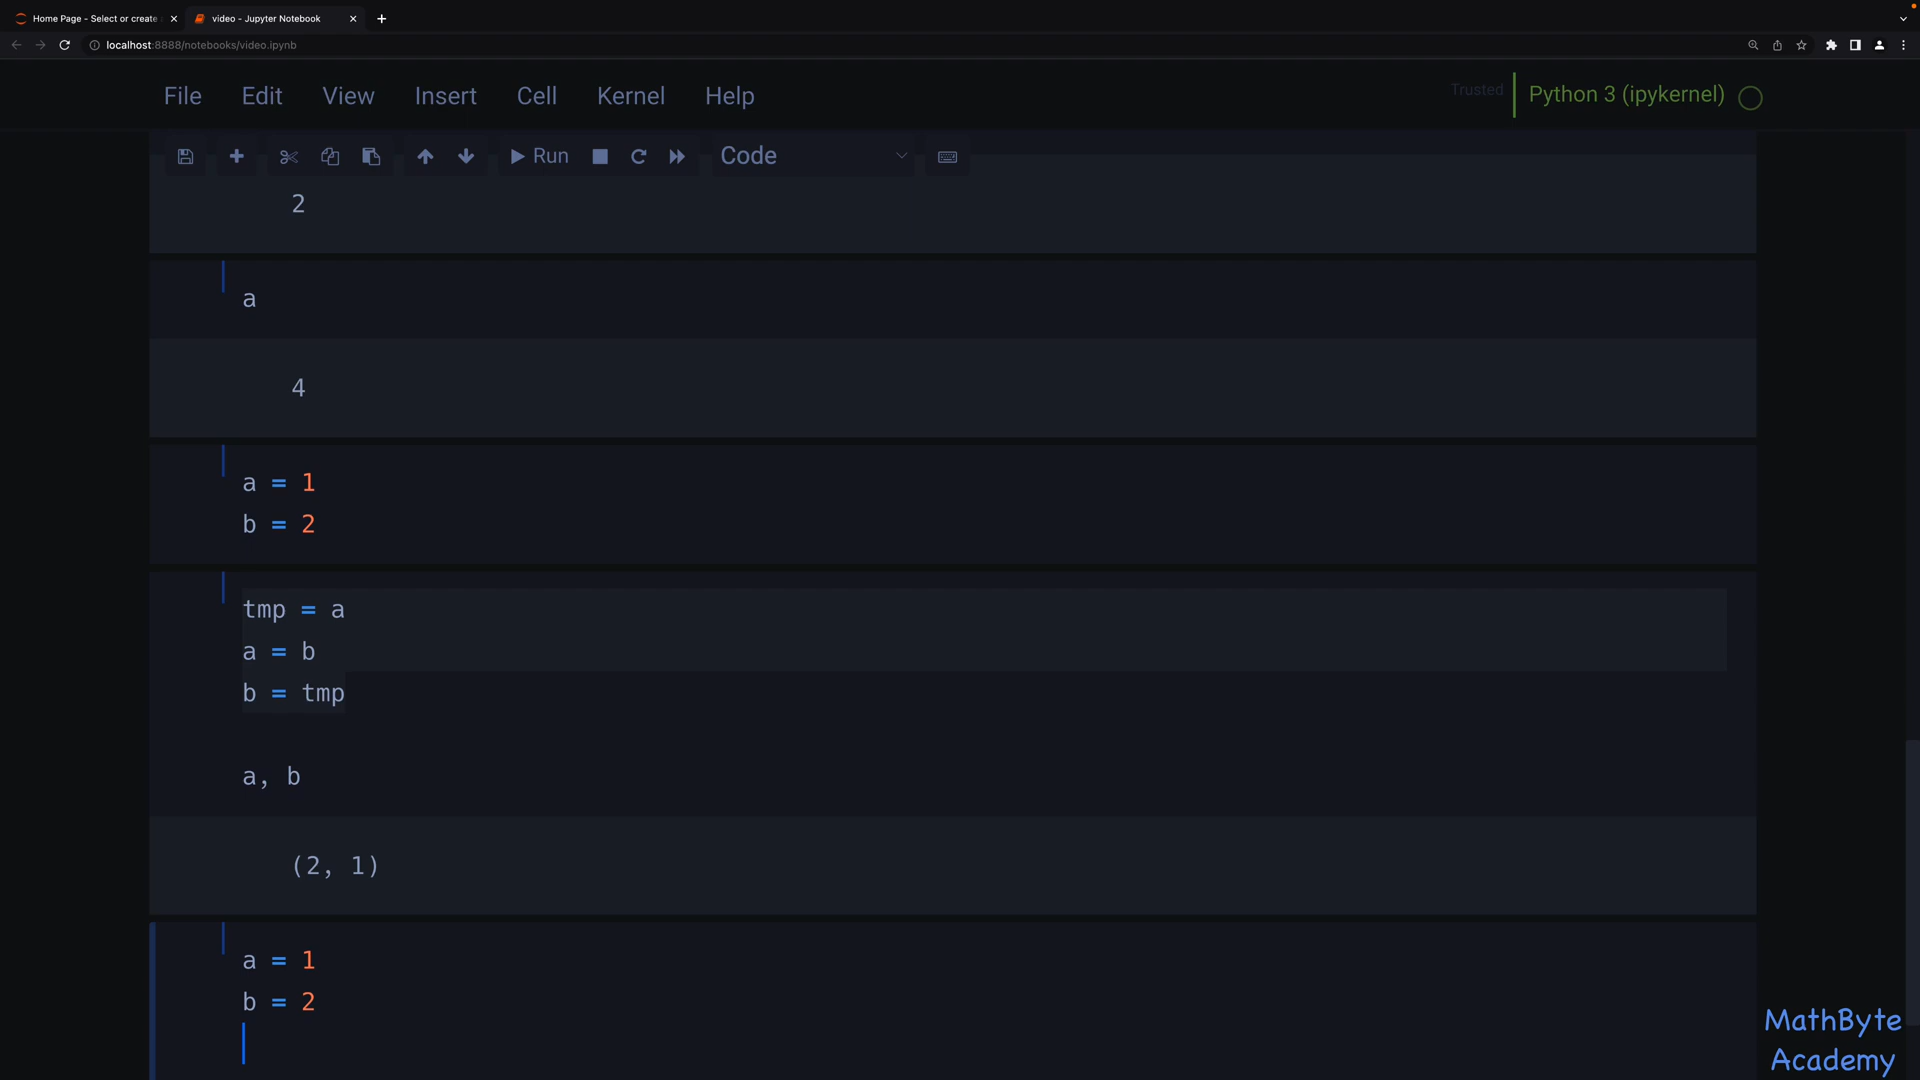 Home Page - Select or create
video - Jupyter Notebook
localhost:8888/notebooks/video.ipynb
File Edit View Insert Cell Kernel Help
Trusted
Python 3 (ipykernel)
Run
Code
2
a
4
a = 1
b = 2
tmp = a
a = b
b = tmp
a, b
(2, 1)
a = 1
b = 2
MathByte
Academy